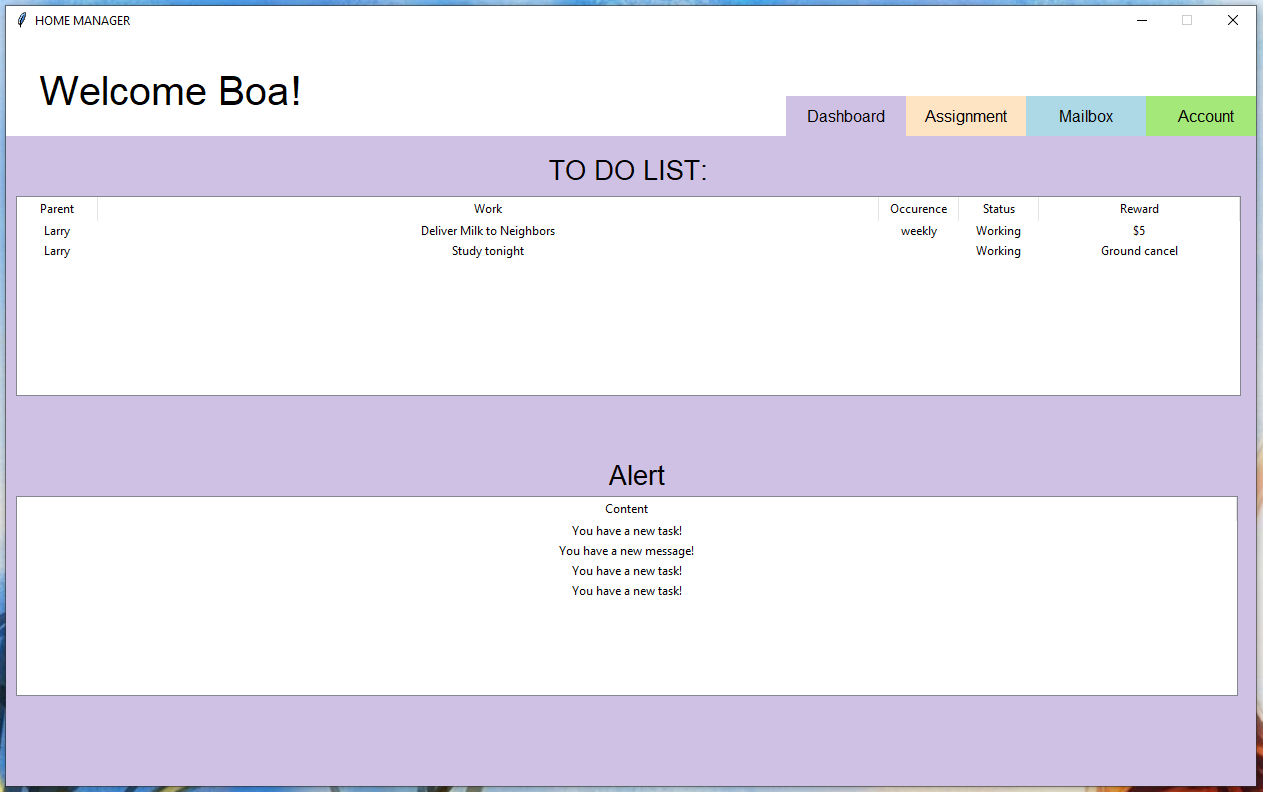 HOME MANAGER
Welcome Boa!
Dashboard Assignment Mailbox Account
TO DO LIST:
Parent Work Occurence Status Reward
Larry Deliver Milk to Neighbors weekly Working $5
Larry Study tonight Working Ground cancel
Alert
Content
You have a new task!
You have a new message!
You have a new task!
You have a new task!